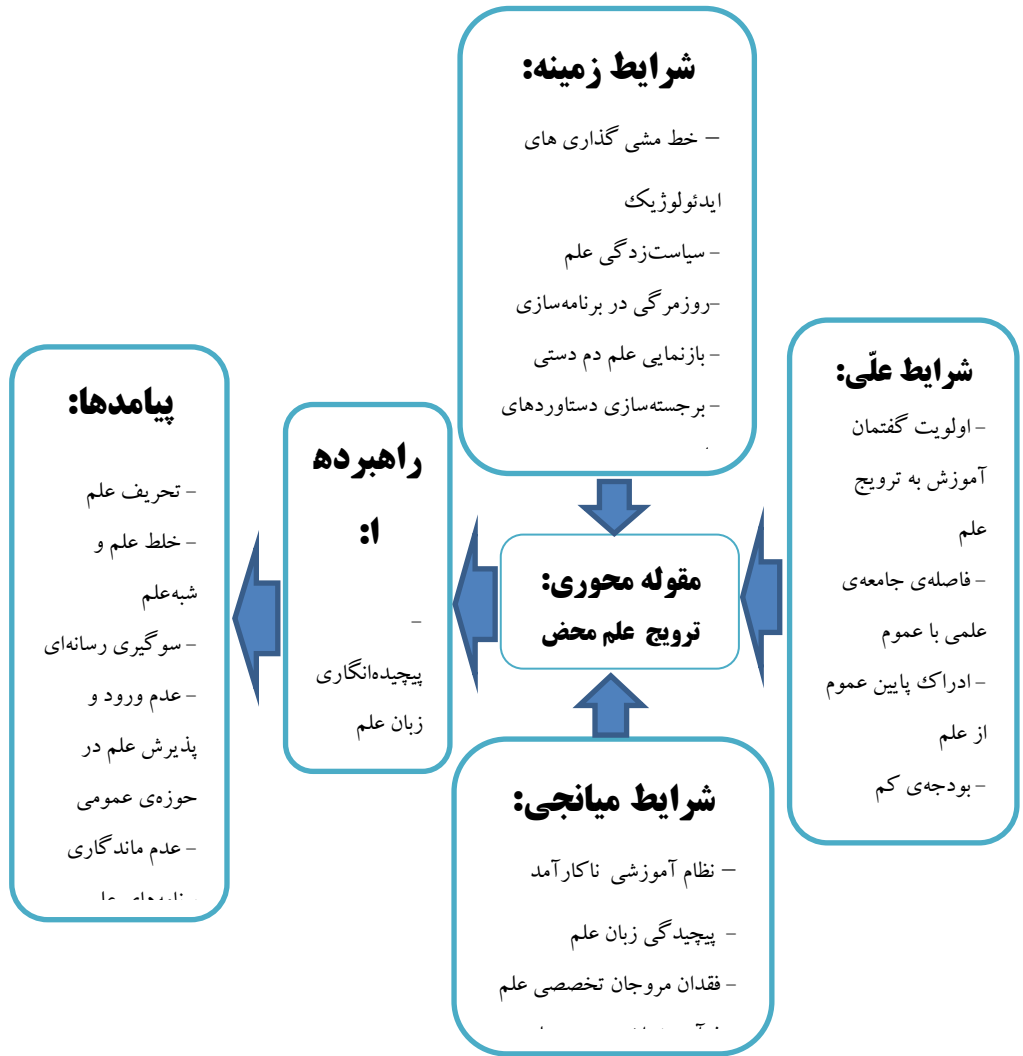 شرایط زمینه:
– خط مشی گذاری های
ایدئولوژیک
– سیاست‌زدگی علم
–روزمرگی در برنامه‌سازی
– بازنمایی علم دم دستی
– برجسته‌سازی دستاوردهای
شرایط علّی:
– اولویت گفتمان
آموزش به ترویج
علم
– فاصله‌ی جامعه‌ی
علمی با عموم
– ادراک پایین عموم
از علم
– بودجه‌ی کم
مقوله محوری:
ترویج علم محض
راهبرده
ا:
–
پیچیده‌انگاری
زبان علم
پیامدها:
– تحریف علم
– خلط علم و
شبه‌علم
– سوگیری رسانه‌ای
– عدم ورود و
پذیرش علم در
حوزه‌ی عمومی
– عدم ماندگاری
شرایط میانجی:
– نظام آموزشی ناکارآمد
– پیچیدگی زبان علم
– فقدان مروجان تخصصی علم